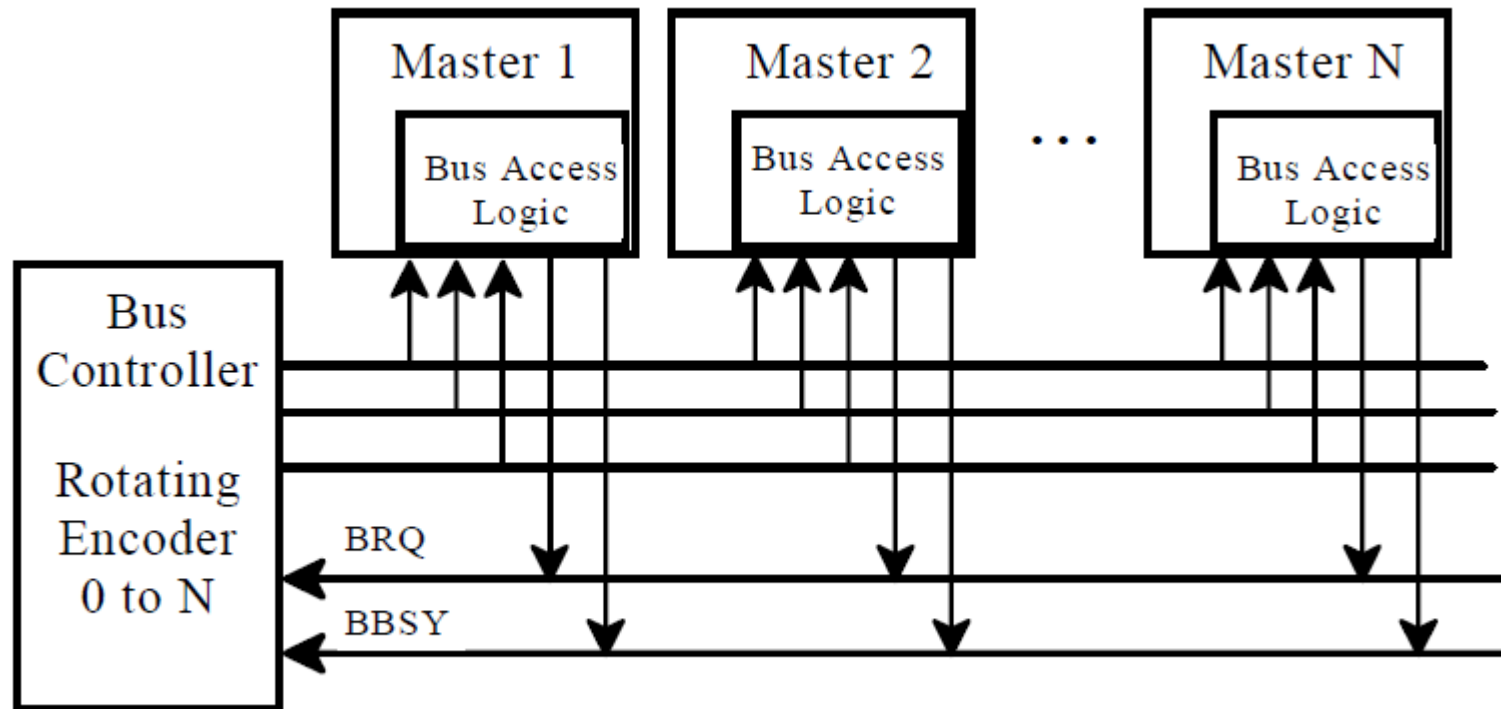 Master 1
Bus Access
Logic
Master 2
Bus Access
Logic
...
Master N
Bus Access
Logic
Bus
Controller
Rotating
Encoder
0 to N
BRQ
BBSY